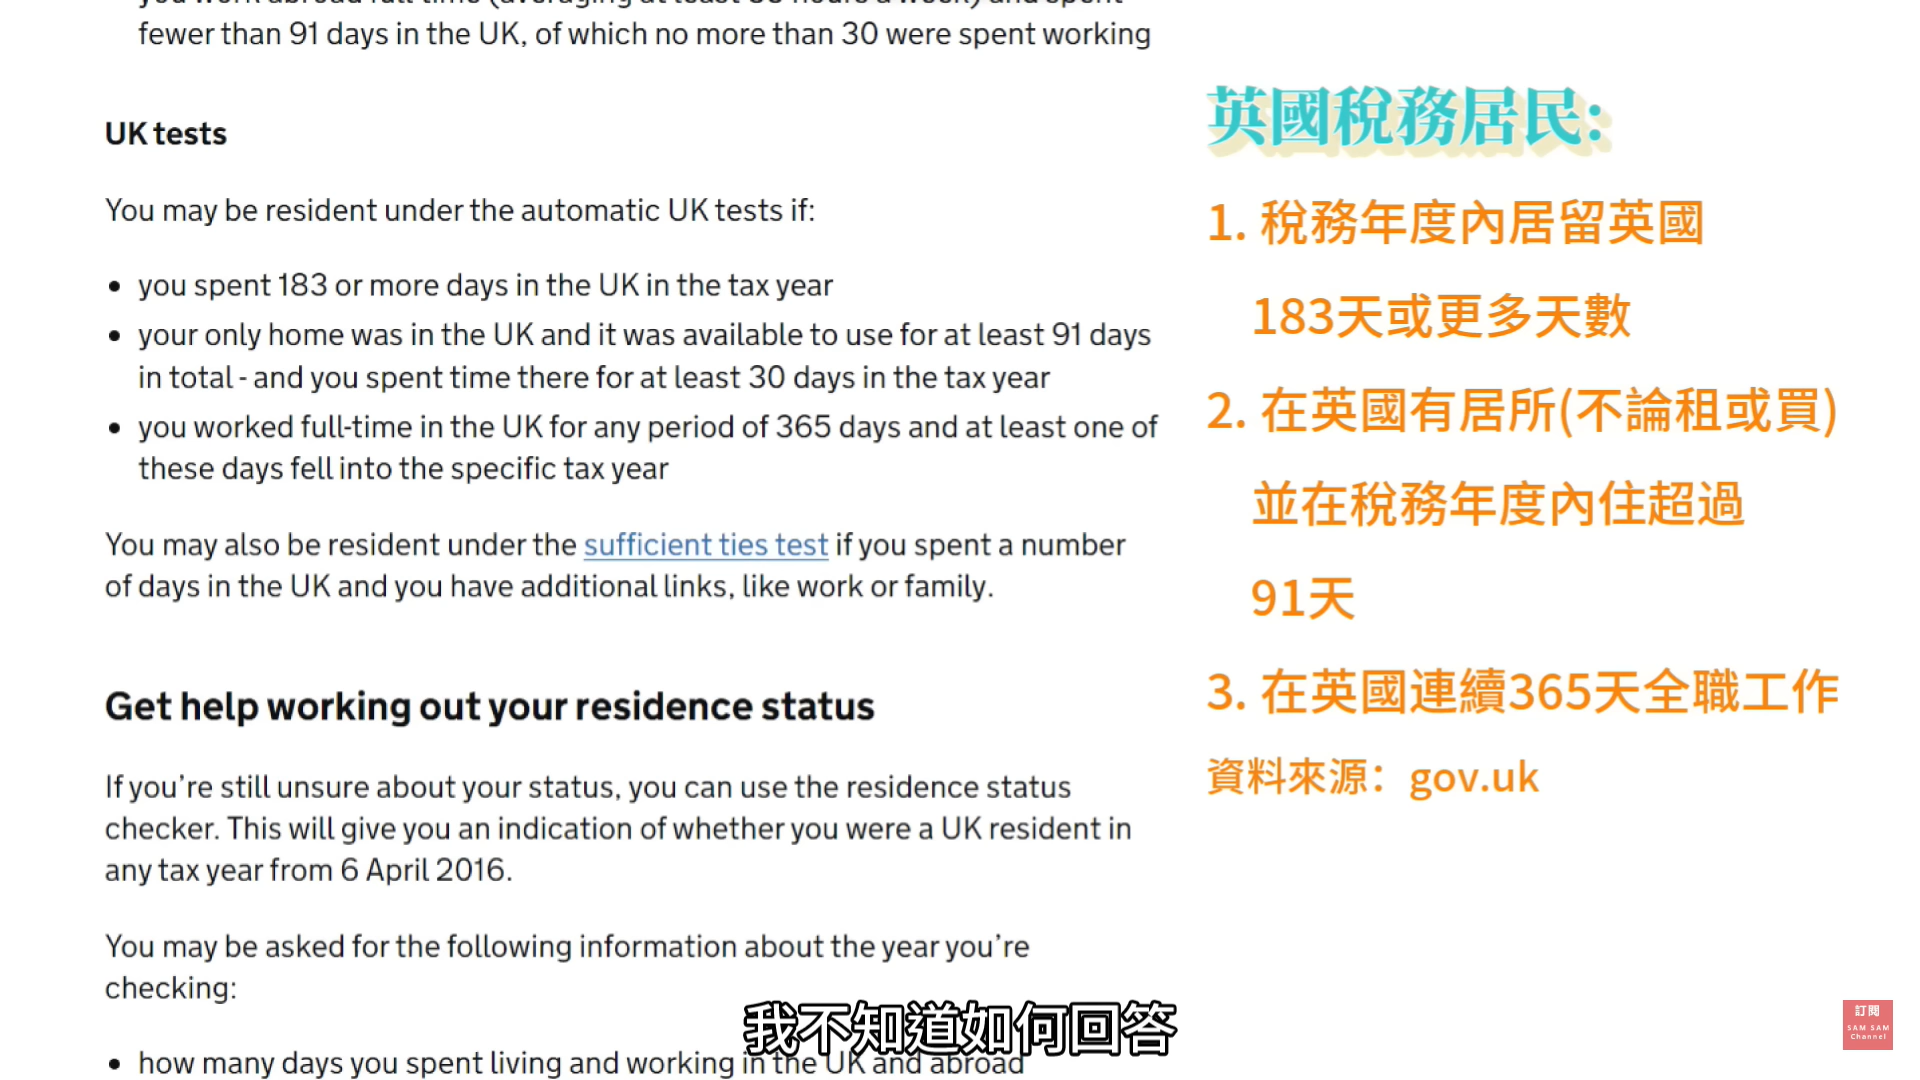 fewer than 91 days in the UK, of which no more than 30 were spent working
UK tests
You may be resident under the automatic UK tests if:
• you spent 183 or more days in the UK in the tax year
• your only home was in the UK and it was available to use for at least 91 days
in total - and you spent time there for at least 30 days in the tax year
• you worked full-time in the UK for any period of 365 days and at least one of
these days fell into the specific tax year
You may also be resident under the sufficient ties test if you spent a number
of days in the UK and you have additional links, like work or family.
Get help working out your residence status
If you’re still unsure about your status, you can use the residence status
checker. This will give you an indication of whether you were a UK resident in
any tax year from 6 April 2016.
You may be asked for the following information about the year you’re
checking:
• how many days you spent living and working in the UK and abroad
英國稅務居民:
1. 稅務年度內居留英國
183天或更多天數
2. 在英國有居所(不論租或買)
並在稅務年度內住超過
91天
3. 在英國連續365天全職工作
資料來源：gov.uk
我不知道如何回答
訂閱
SAM SAM
Channel